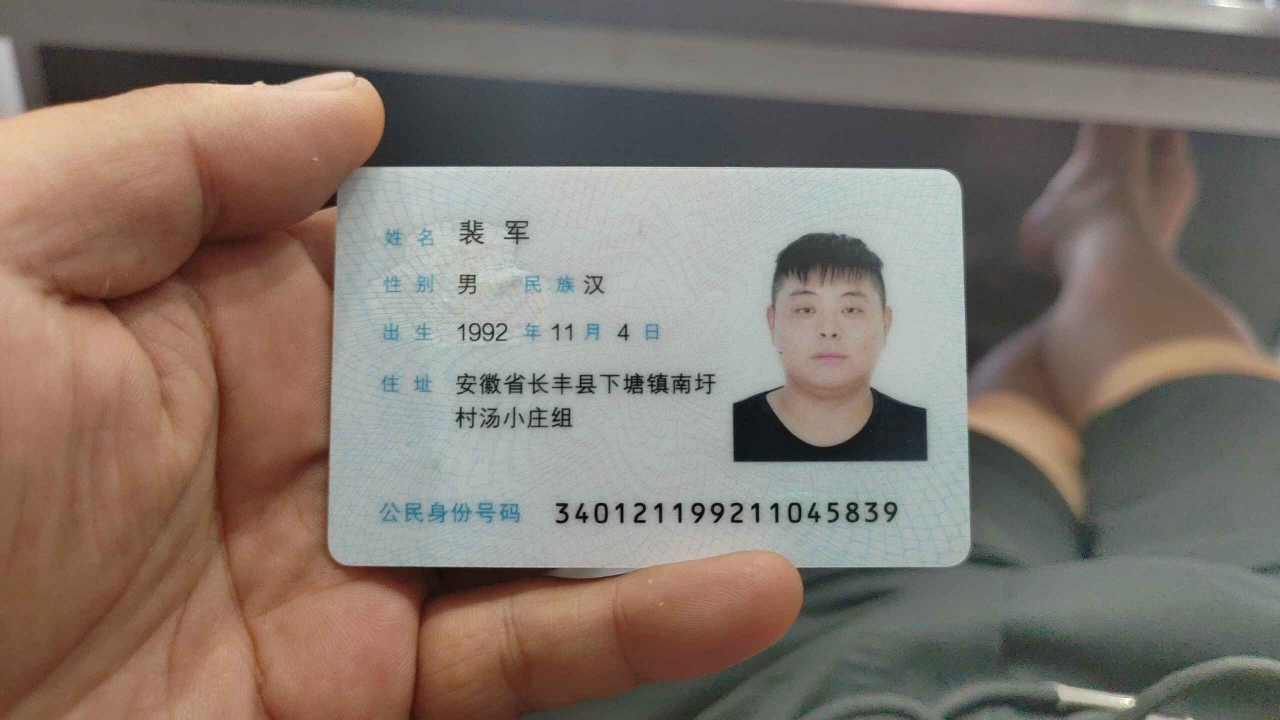 姓名 裴军
性别 男 民族 汉
出生 1992 年 11 月 4 日
住址 安徽省长丰县下塘镇南圩
村汤小庄组
公民身份号码 340121199211045839